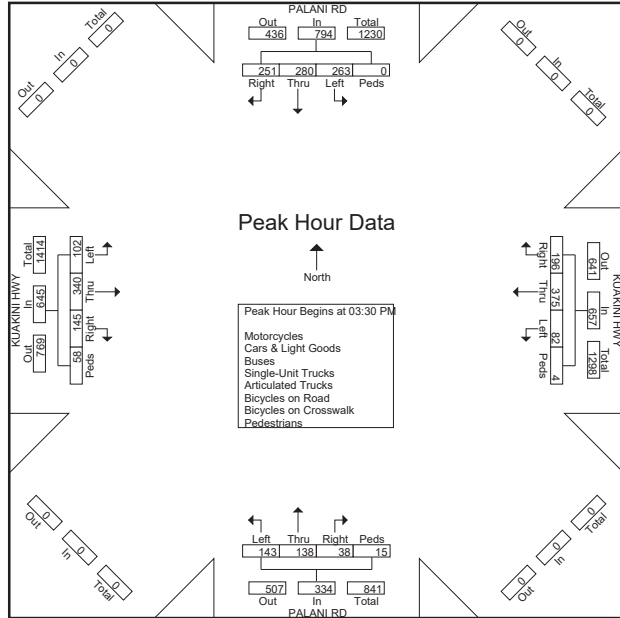 PALANI RD
Out In Total
436 794 1230
251 280 263 0
Right Thru Left Peds
Out In Total
0 0 0
Out In Total
0 0 0
KUAKINI HWY
Total In Out
1414 645 769
102 340 145 58
Left Thru Right Peds
Peak Hour Data
North
Peak Hour Begins at 03:30 PM
Motorcycles
Cars & Light Goods
Buses
Single-Unit Trucks
Articulated Trucks
Bicycles on Road
Bicycles on Crosswalk
Pedestrians
Right Thru Left Peds
196 375 82 4
Out In Total
641 657 1298
KUAKINI HWY
0 0 0
Out In Total
0 0 0
Out In Total
Left Thru Right Peds
143 138 38 15
507 334 841
Out In Total
PALANI RD